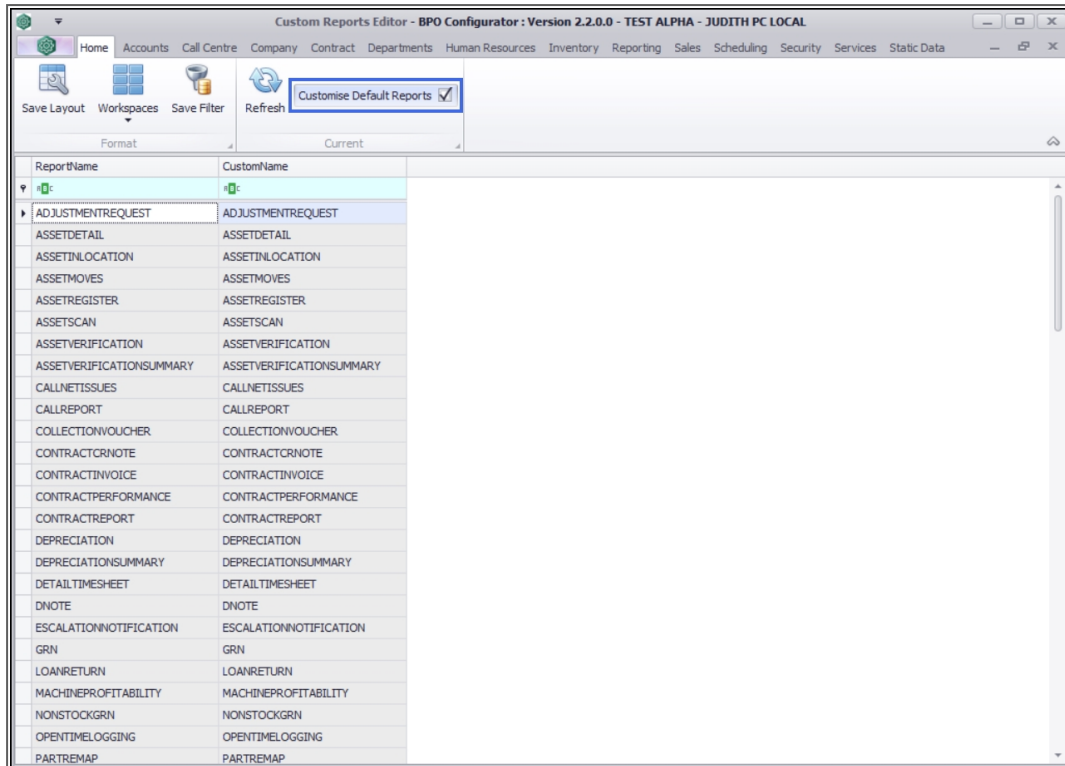 Custom Reports Editor - BPO Configurator : Version 2.2.0.0 - TEST ALPHA - JUDITH PC LOCAL
Home Accounts Call Centre Company Contract Departments Human Resources Inventory Reporting Sales Scheduling Security Services Static Data
Save Layout Workspaces Save Filter Refresh Customise Default Reports
Format Current
ReportName CustomName
ADJUSTMENTREQUEST ADJUSTMENTREQUEST
ASSETDETAIL ASSETDETAIL
ASSETINLOCATION ASSETINLOCATION
ASSETMOVES ASSETMOVES
ASSETREGISTER ASSETREGISTER
ASSETSCAN ASSETSCAN
ASSETVERIFICATION ASSETVERIFICATION
ASSETVERIFICATIONSUMMARY ASSETVERIFICATIONSUMMARY
CALLNETISSUES CALLNETISSUES
CALLREPORT CALLREPORT
COLLECTIONVOUCHER COLLECTIONVOUCHER
CONTRACTCRNOTE CONTRACTCRNOTE
CONTRACTINVOICE CONTRACTINVOICE
CONTRACTPERFORMANCE CONTRACTPERFORMANCE
CONTRACTREPORT CONTRACTREPORT
DEPRECIATION DEPRECIATION
DEPRECIATIONSUMMARY DEPRECIATIONSUMMARY
DETAILTIMESHEET DETAILTIMESHEET
DNOTE DNOTE
ESCALATIONNOTIFICATION ESCALATIONNOTIFICATION
GRN GRN
LOANRETURN LOANRETURN
MACHINEPROFITABILITY MACHINEPROFITABILITY
NONSTOCKGRN NONSTOCKGRN
OPENTIMELOGGING OPENTIMELOGGING
PARTREMAP PARTREMAP